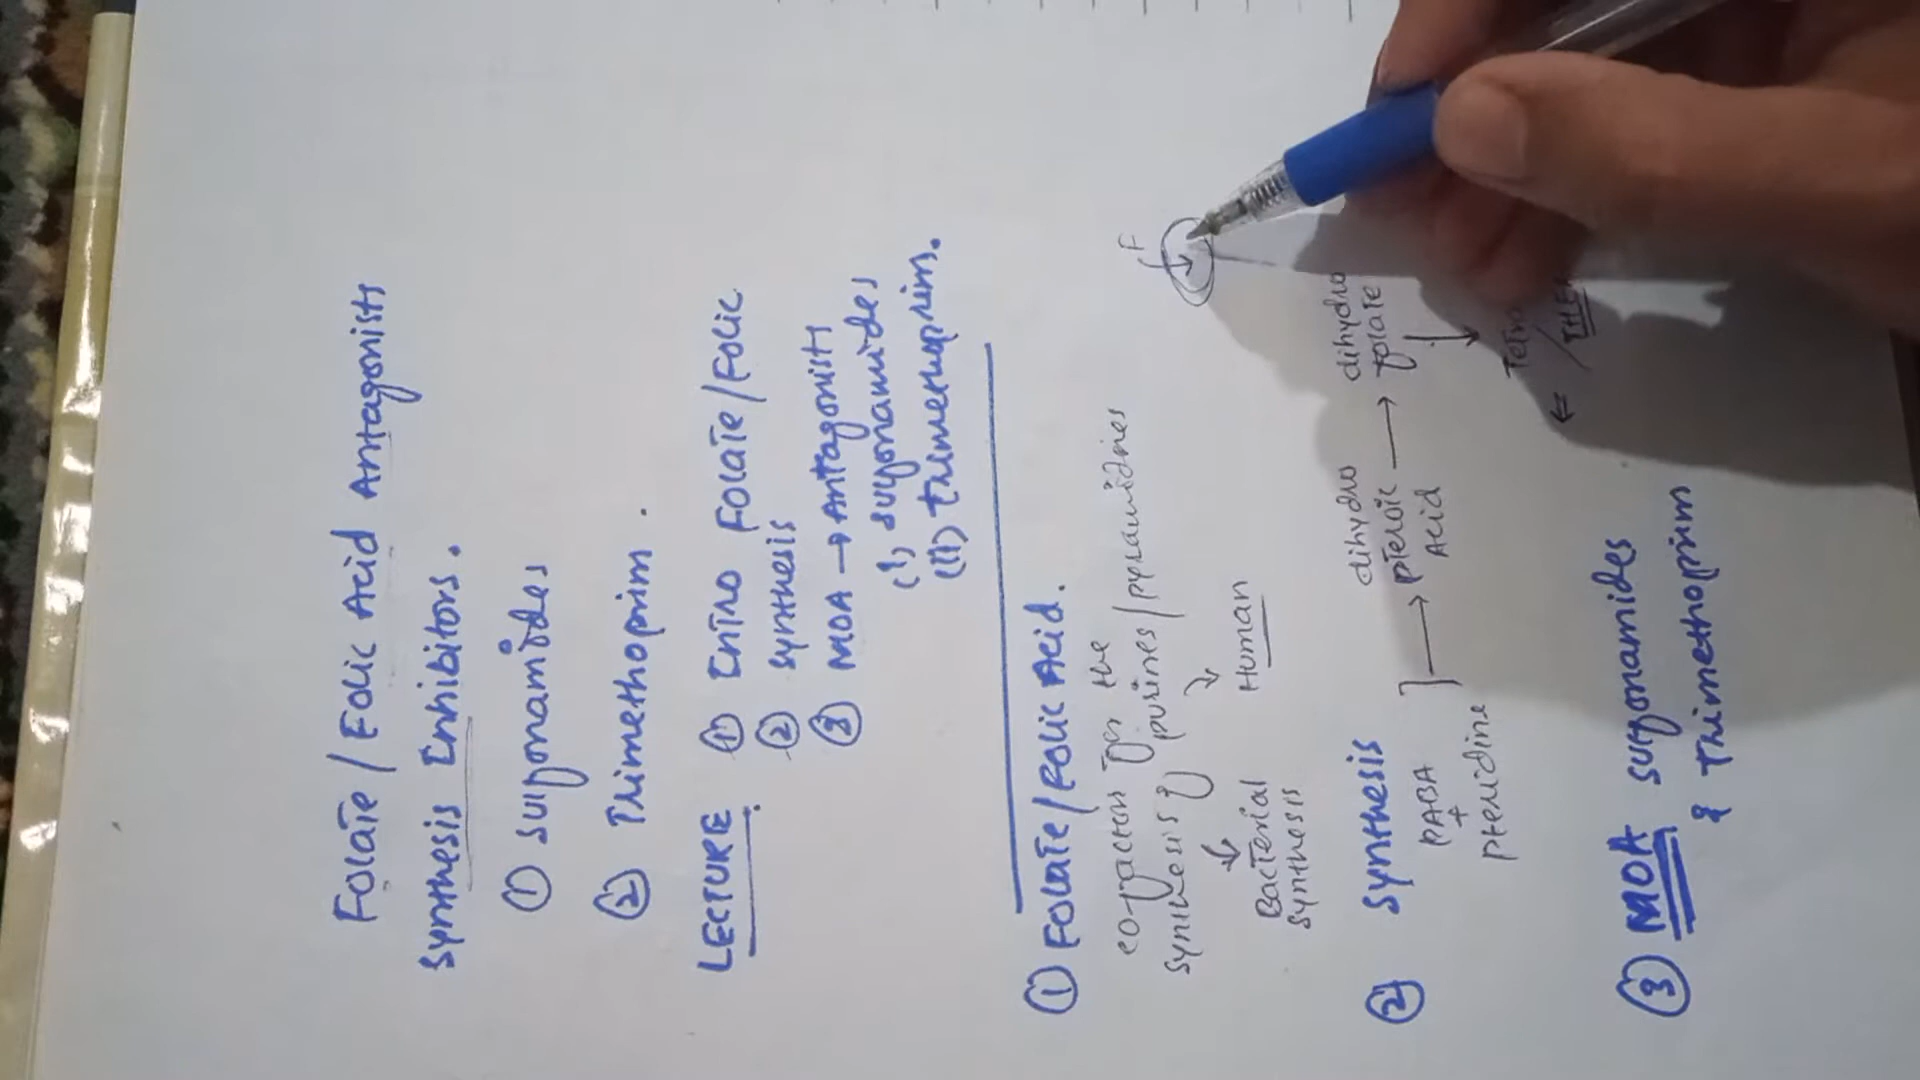 Folate/Folic Acid Antagonists
Synthesis Inhibitors.
① sulfonamides
② Trimethoprim.
LECTURE ① Intro Folate/Folic
② Synthesis
③ MOA → Antagonists
(i) sulfonamides
(ii) Trimethoprim.
① Folate/Folic Acid.
co-factor for the
synthesis of purines/pyramidines
F
Bacterial
synthesis
Human
② Synthesis
PABA
+
pteridine
dihydro
pteroic
Acid
dihydro
folate
③ MOA sulfonamides
& Trimethoprim